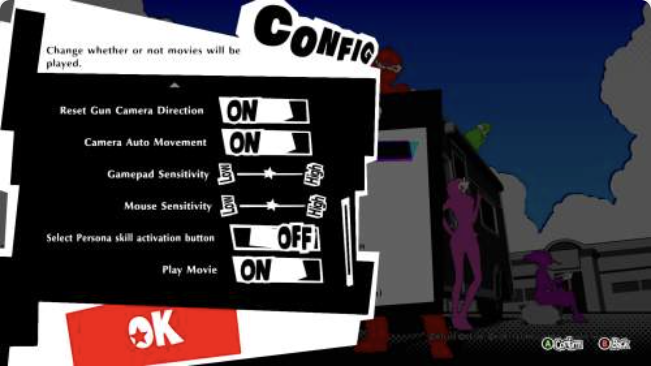 CONFIG
Change whether or not movies will be
played.
Reset Gun Camera Direction ON
Camera Auto Movement ON
Gamepad Sensitivity Low High
Mouse Sensitivity Low High
Select Persona skill activation button OFF
Play Movie ON
OK
A Confirm B Back